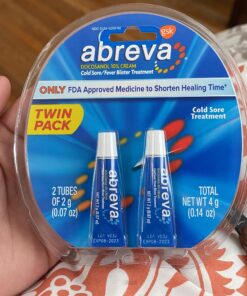 gsk
abreva
DOCOSANOL 10% CREAM
Cold Sore/Fever Blister Treatment
ONLY FDA Approved Medicine to Shorten Healing Time*
TWIN
PACK
Cold Sore
Treatment
2 TUBES
OF 2 g
(0.07 oz)
abreva
abreva
TOTAL
NET WT 4 g
(0.14 oz)